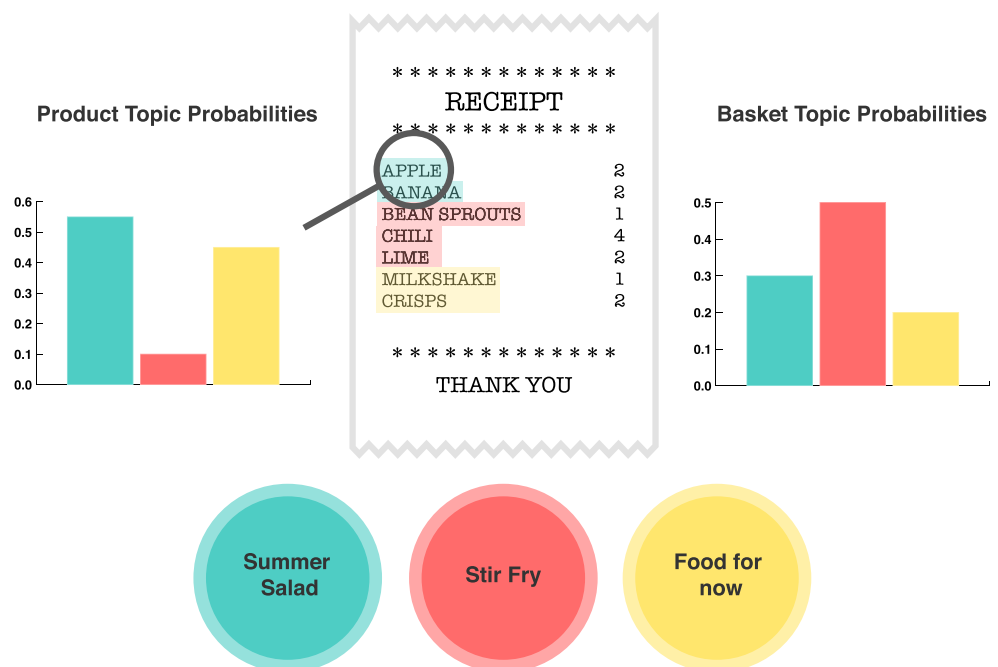 Product Topic Probabilities
0.6
0.5
0.4
0.3
0.2
0.1
0.0
* * * * * * * * * * * * *
RECEIPT
* * * * * * * * * * * * *
APPLE 2
BANANA 2
BEAN SPROUTS 1
CHILI 4
LIME 2
MILKSHAKE 1
CRISPS 2
* * * * * * * * * * * * *
THANK YOU
Basket Topic Probabilities
0.5
0.4
0.3
0.2
0.1
0.0
Summer
Salad
Stir Fry
Food for
now